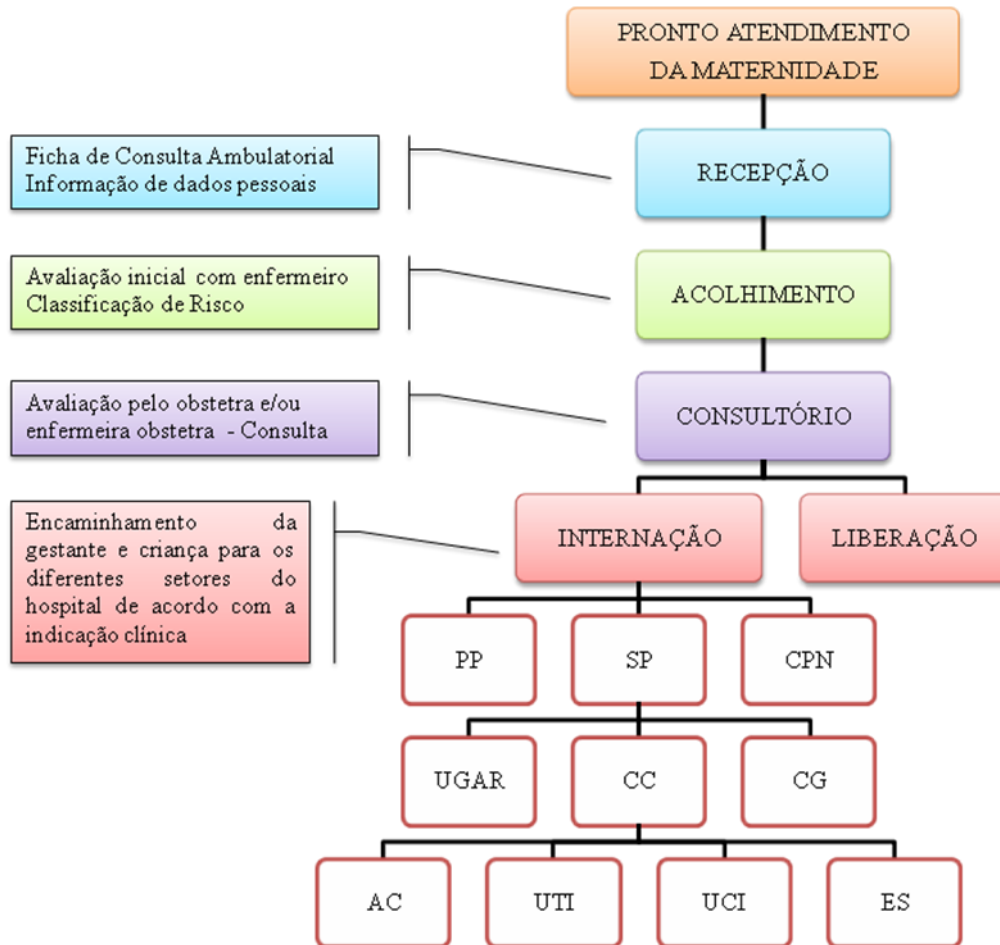 PRONTO ATENDIMENTO
DA MATERNIDADE
Ficha de Consulta Ambulatorial
Informação de dados pessoais
RECEPÇÃO
Avaliação inicial com enfermeiro
Classificação de Risco
ACOLHIMENTO
Avaliação pelo obstetra e/ou
enfermeira obstetra - Consulta
CONSULTÓRIO
Encaminhamento da
gestante e criança para os
diferentes setores do
hospital de acordo com a
indicação clínica
INTERNAÇÃO
LIBERAÇÃO
PP
SP
CPN
UGAR
CC
CG
AC
UTI
UCI
ES